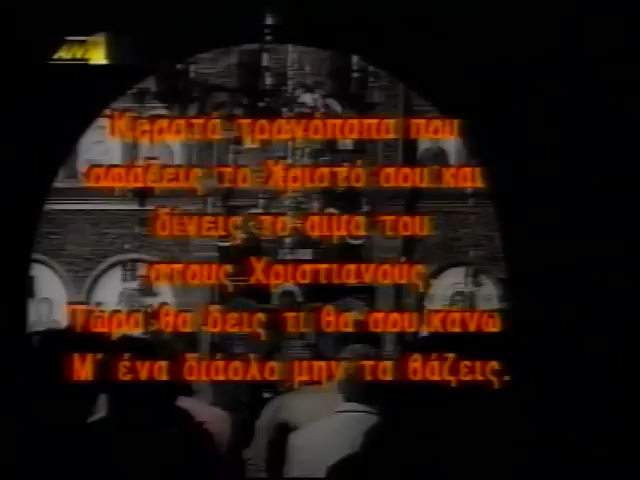 ΑΝΤ
Κερατά τραγόπαπα που
σφάζεις το Χριστό σου και
δίνεις το αίμα του
στους Χριστιανούς
Τώρα θα δεις τι θα σου κάνω
Μ΄ ένα διάολο μην τα βάζεις.